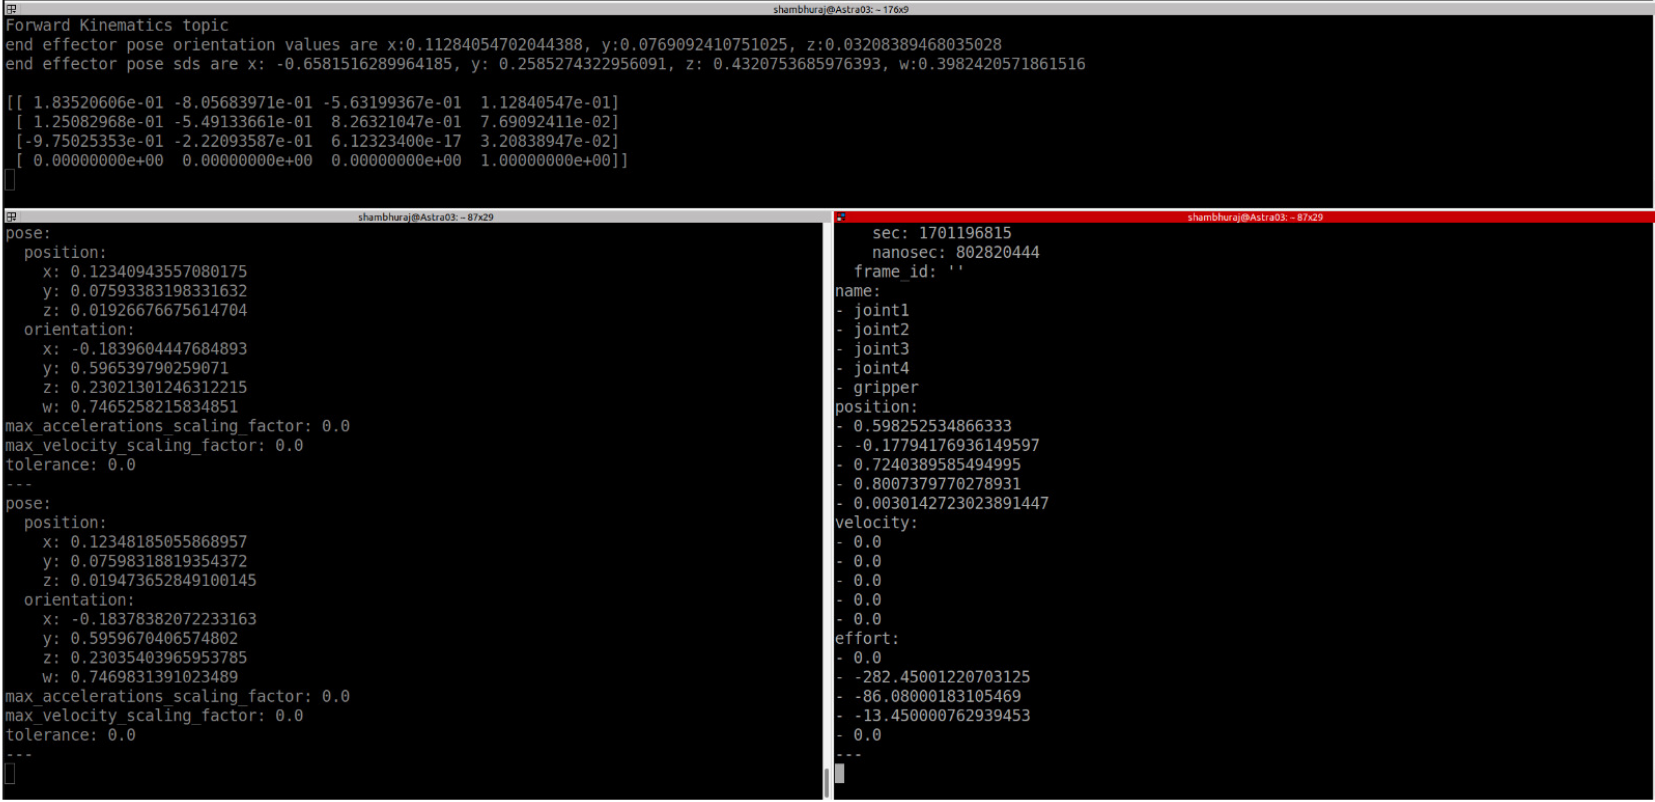 shambhuraj@Astra03: ~ 176x9
Forward Kinematics topic
end effector pose orientation values are x:0.11284054702044388, y:0.0769092410751025, z:0.03208389468035028
end effector pose sds are x: -0.6581516289964185, y: 0.2585274322956091, z: 0.4320753685976393, w:0.3982420571861516
[[ 1.83520606e-01 -8.05683971e-01 -5.63199367e-01  1.12840547e-01]
 [ 1.25082968e-01 -5.49133661e-01  8.26321047e-01  7.69092411e-02]
 [-9.75025353e-01 -2.22093587e-01  6.12323400e-17  3.20838947e-02]
 [ 0.00000000e+00  0.00000000e+00  0.00000000e+00  1.00000000e+00]]
shambhuraj@Astra03: ~ 87x29
pose:
  position:
    x: 0.12340943557080175
    y: 0.07593383198331632
    z: 0.01926676675614704
  orientation:
    x: -0.1839604447684893
    y: 0.596539790259071
    z: 0.23021301246312215
    w: 0.7465258215834851
max_accelerations_scaling_factor: 0.0
max_velocity_scaling_factor: 0.0
tolerance: 0.0
---
pose:
  position:
    x: 0.12348185055868957
    y: 0.07598318819354372
    z: 0.019473652849100145
  orientation:
    x: -0.18378382072233163
    y: 0.5959670406574802
    z: 0.23035403965953785
    w: 0.7469831391023489
max_accelerations_scaling_factor: 0.0
max_velocity_scaling_factor: 0.0
tolerance: 0.0
---
shambhuraj@Astra03: ~ 87x29
    sec: 1701196815
    nanosec: 802820444
  frame_id: ''
name:
- joint1
- joint2
- joint3
- joint4
- gripper
position:
- 0.598252534866333
- -0.17794176936149597
- 0.7240389585494995
- 0.8007379770278931
- 0.0030142723023891447
velocity:
- 0.0
- 0.0
- 0.0
- 0.0
- 0.0
effort:
- 0.0
- -282.45001220703125
- -86.08000183105469
- -13.450000762939453
- 0.0
---